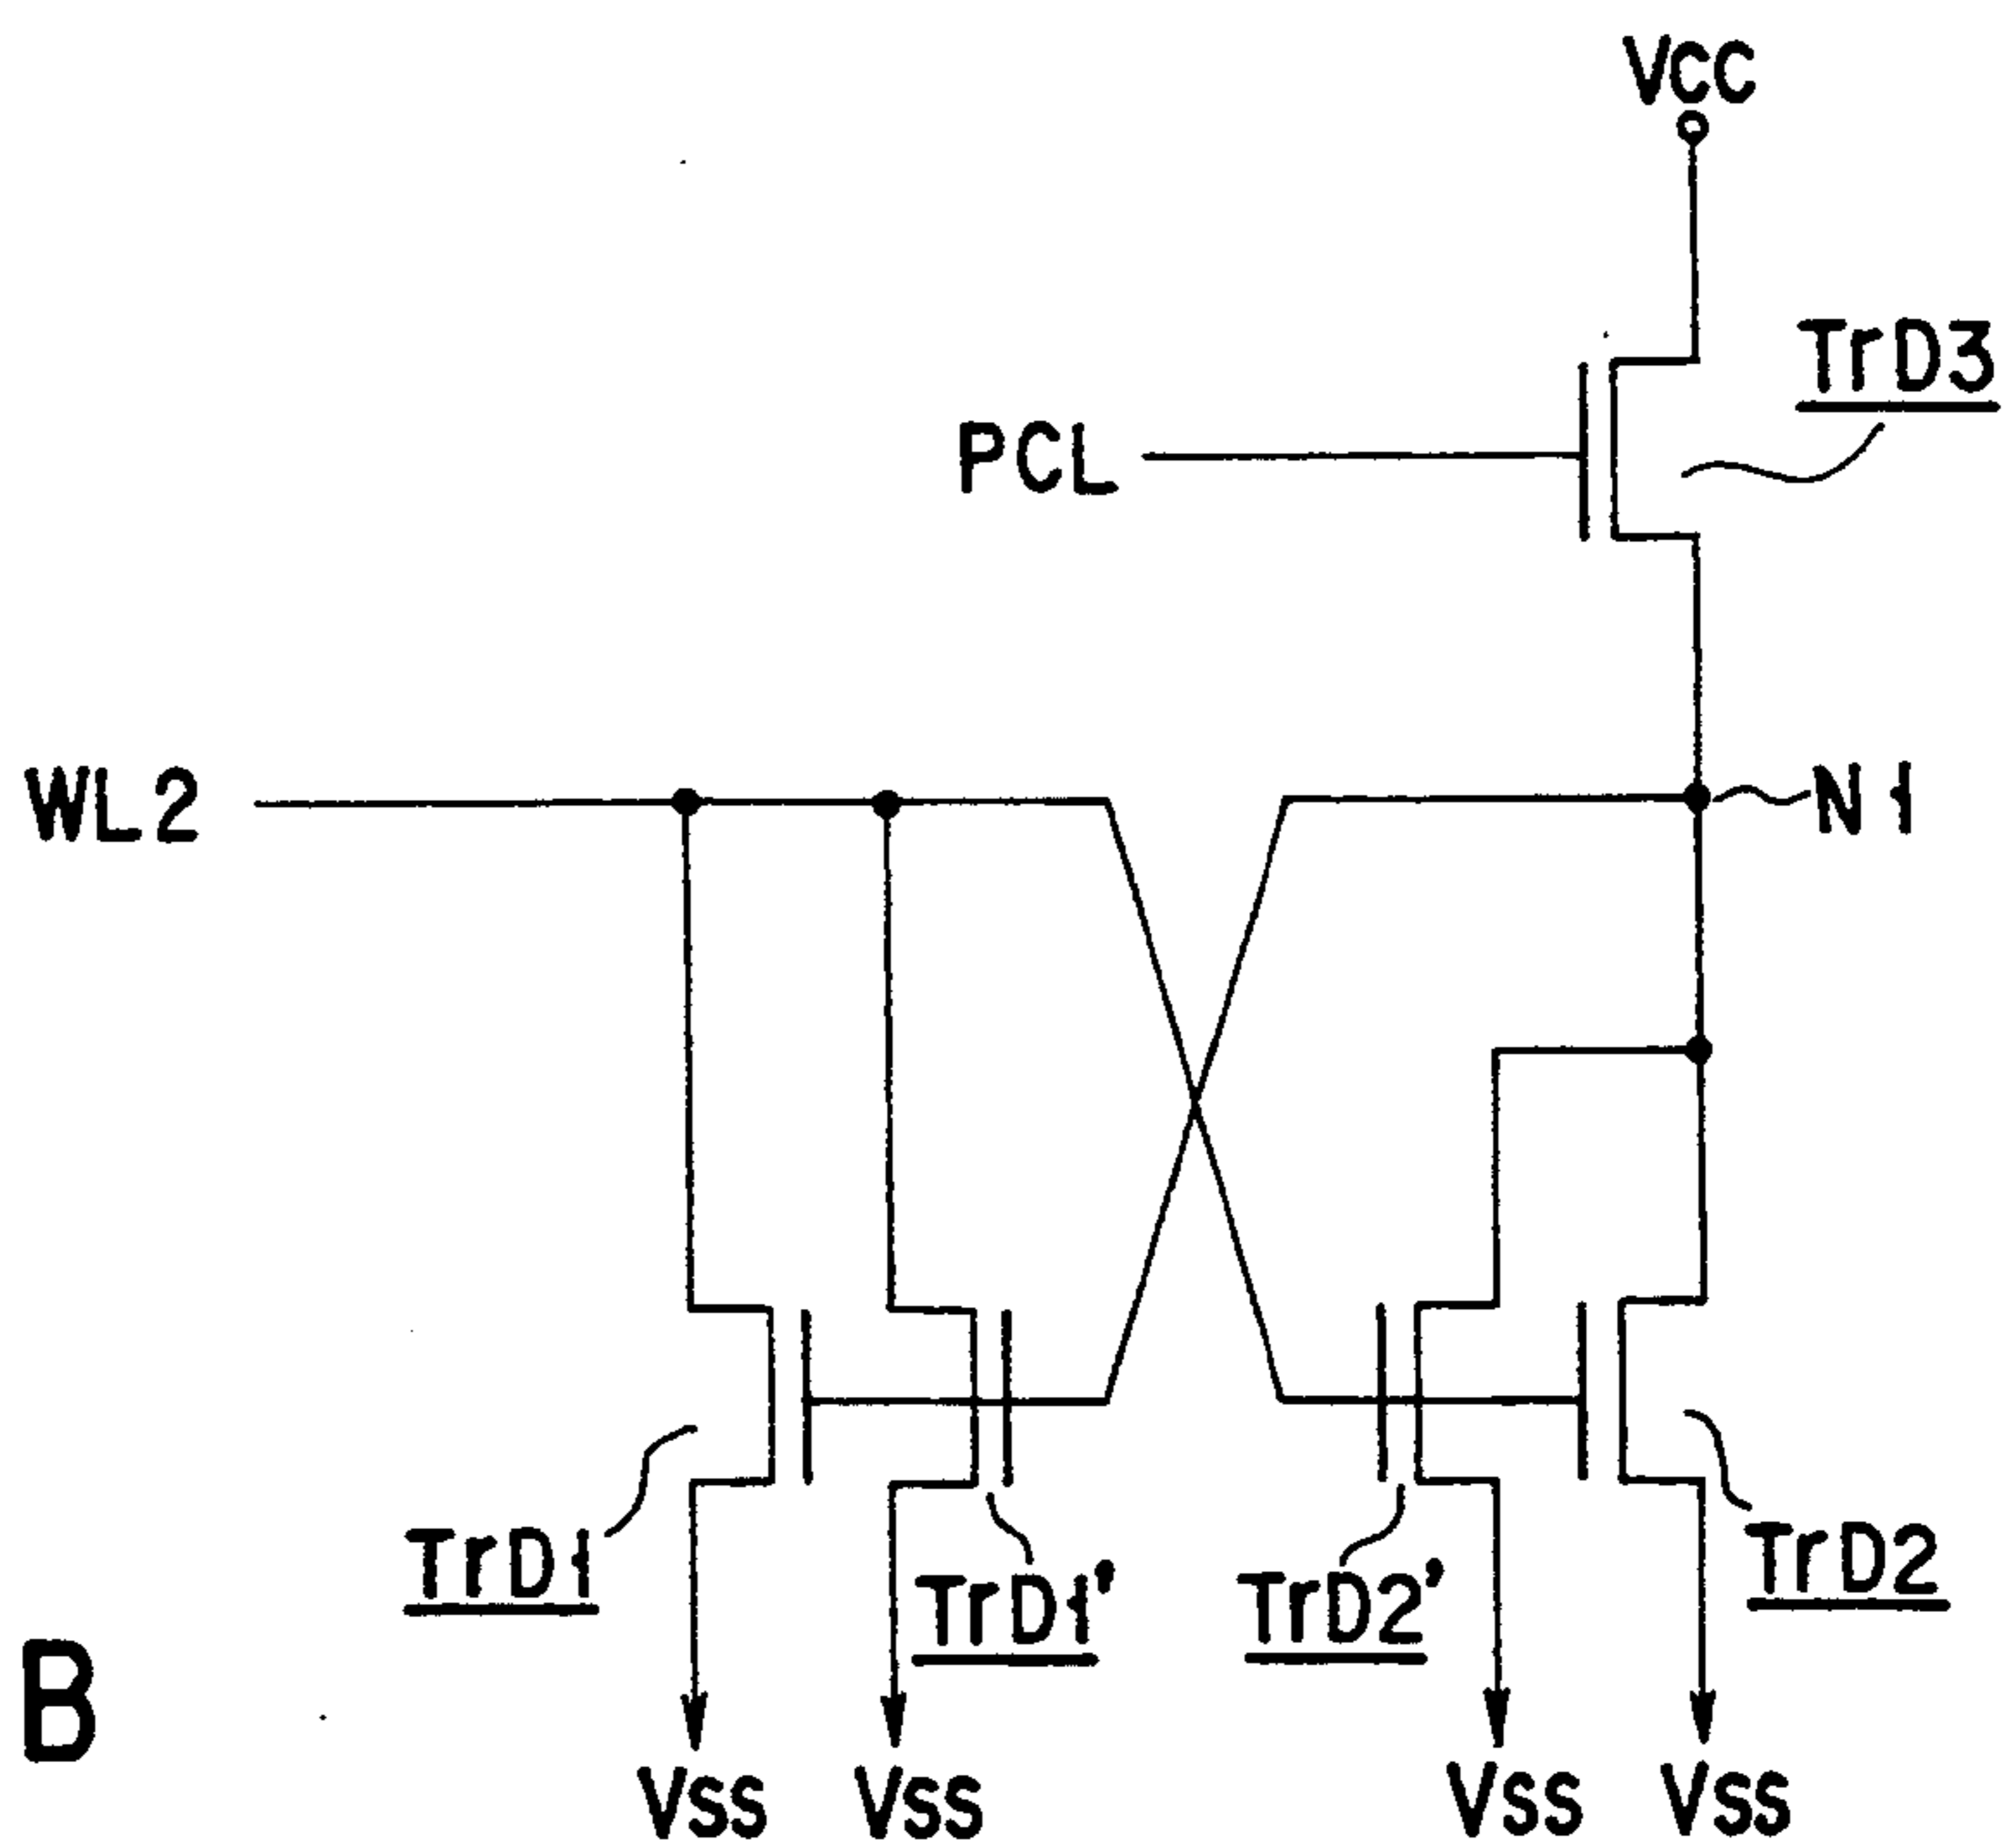 VCC
TrD3
PCL
WL2
N1
TrD1
TrD1'
TrD2'
TrD2
B
VSS
VSS
VSS
VSS